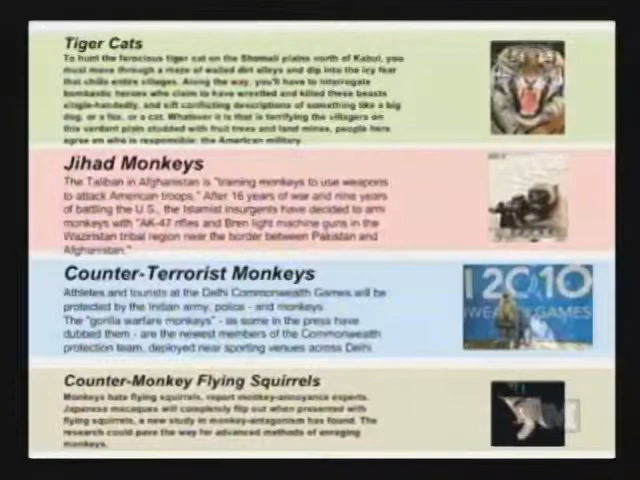 Tiger Cats
To hunt the ferocious tiger cat on the Shomali plains north of Kabul, you
must move through a maze of walled dirt alleys and dip into the icy fear
that chills entire villages. Along the way, you'll have to interrogate
bombastic heroes who claim to have wrestled and killed these beasts
single-handedly, and sift conflicting descriptions of something like a big
dog, or a fox, or a cat. Whatever it is that is terrifying the villagers on
this verdant plain studded with fruit trees and land mines, people here
agree on who is responsible: the American military.
Jihad Monkeys
The Taliban in Afghanistan is "training monkeys to use weapons
to attack American troops." After 16 years of war and nine years
of battling the U.S., the Islamist insurgents have decided to arm
monkeys with "AK-47 rifles and Bren light machine guns in the
Waziristan tribal region near the border between Pakistan and
Afghanistan."
Counter-Terrorist Monkeys
Athletes and tourists at the Delhi Commonwealth Games will be
protected by the Indian army, police - and monkeys.
The "gorilla warfare monkeys" - as some in the press have
dubbed them - are the newest members of the Commonwealth
protection team, deployed near sporting venues across Delhi.
2010
WEALTH GAMES
Counter-Monkey Flying Squirrels
Monkeys hate flying squirrels, report monkey-annoyance experts.
Japanese macaques will completely flip out when presented with
flying squirrels, a new study in monkey-antagonism has found. The
research could pave the way for advanced methods of enraging
monkeys.